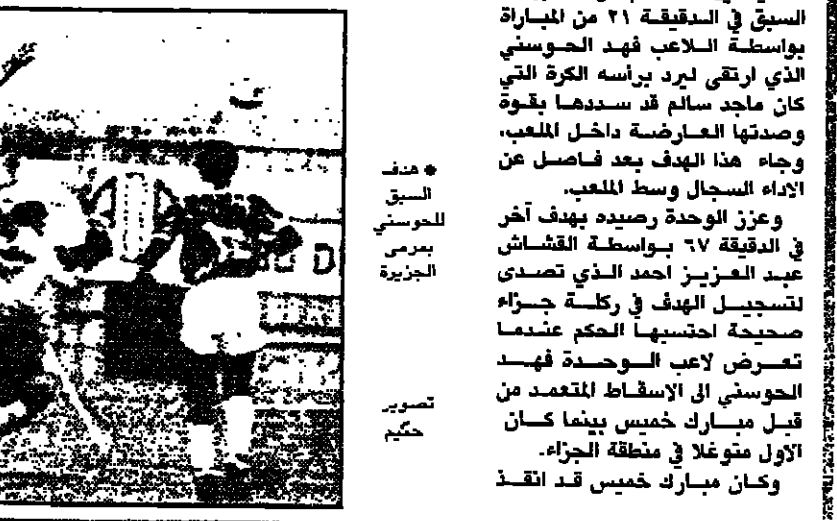 السبق في الدقيقة ٢١ من المباراة
بواسطة اللاعب فهد الحوسني
الذي ارتقى ليرد برأسه الكرة التي
كان ماجد سالم قد سددها بقوة
وصدتها العارضة داخل الملعب،
وجاء هذا الهدف بعد فاصل عن
الاداء السجال وسط الملعب.
وعزز الوحدة رصيده بهدف آخر
في الدقيقة ٦٧ بواسطة القشاش
عبد العزيز احمد الذي تصدى
لتسجيل الهدف في ركلة جزاء
صحيحة احتسبها الحكم عندما
تعرض لاعب الوحدة فهد
الحوسني الى الاسقاط المتعمد من
قبل مبارك خميس بينما كان
الاول متوغلا في منطقة الجزاء.
وكان مبارك خميس قد انقذ
* هدف
السبق
للحوسني
بمرمى
الجزيرة
تصوير
حكيم